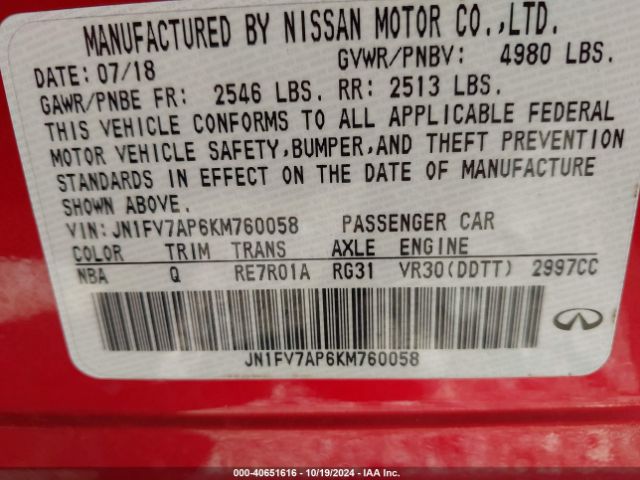 MANUFACTURED BY NISSAN MOTOR CO.,LTD.
DATE: 07/18 GVWR/PNBV: 4980 LBS.
GAWR/PNBE FR: 2546 LBS. RR: 2513 LBS.
THIS VEHICLE CONFORMS TO ALL APPLICABLE FEDERAL
MOTOR VEHICLE SAFETY,BUMPER,AND THEFT PREVENTION
STANDARDS IN EFFECT ON THE DATE OF MANUFACTURE
SHOWN ABOVE.
VIN: JN1FV7AP6KM760058 PASSENGER CAR
COLOR TRIM TRANS AXLE ENGINE
NBA Q RE7R01A RG31 VR30(DDTT) 2997CC
JN1FV7AP6KM760058
000-40651616 - 10/19/2024 - IAA Inc.